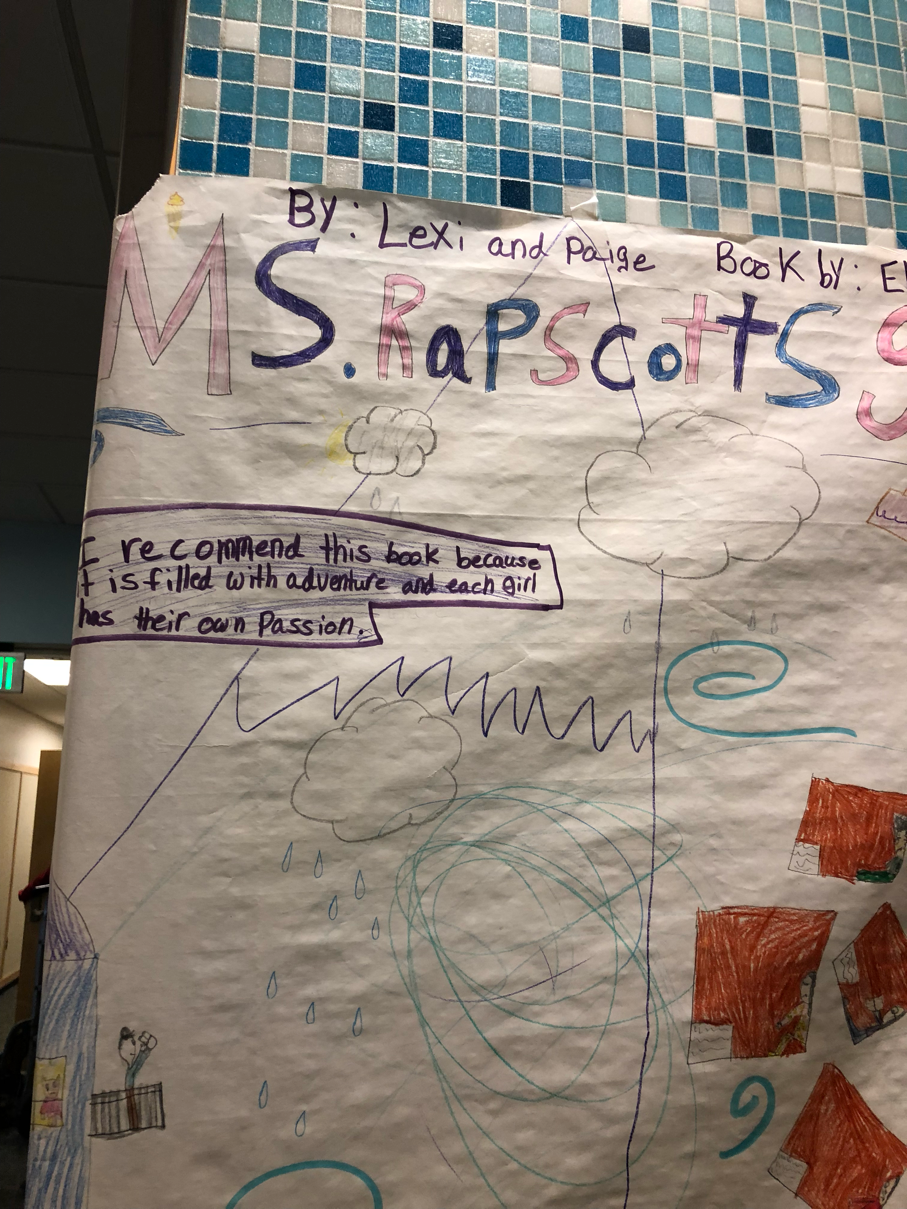 By: Lexi and Paige Book by: El
MS. RapscottS
I recommend this book because
it is filled with adventure and each girl
has their own Passion.